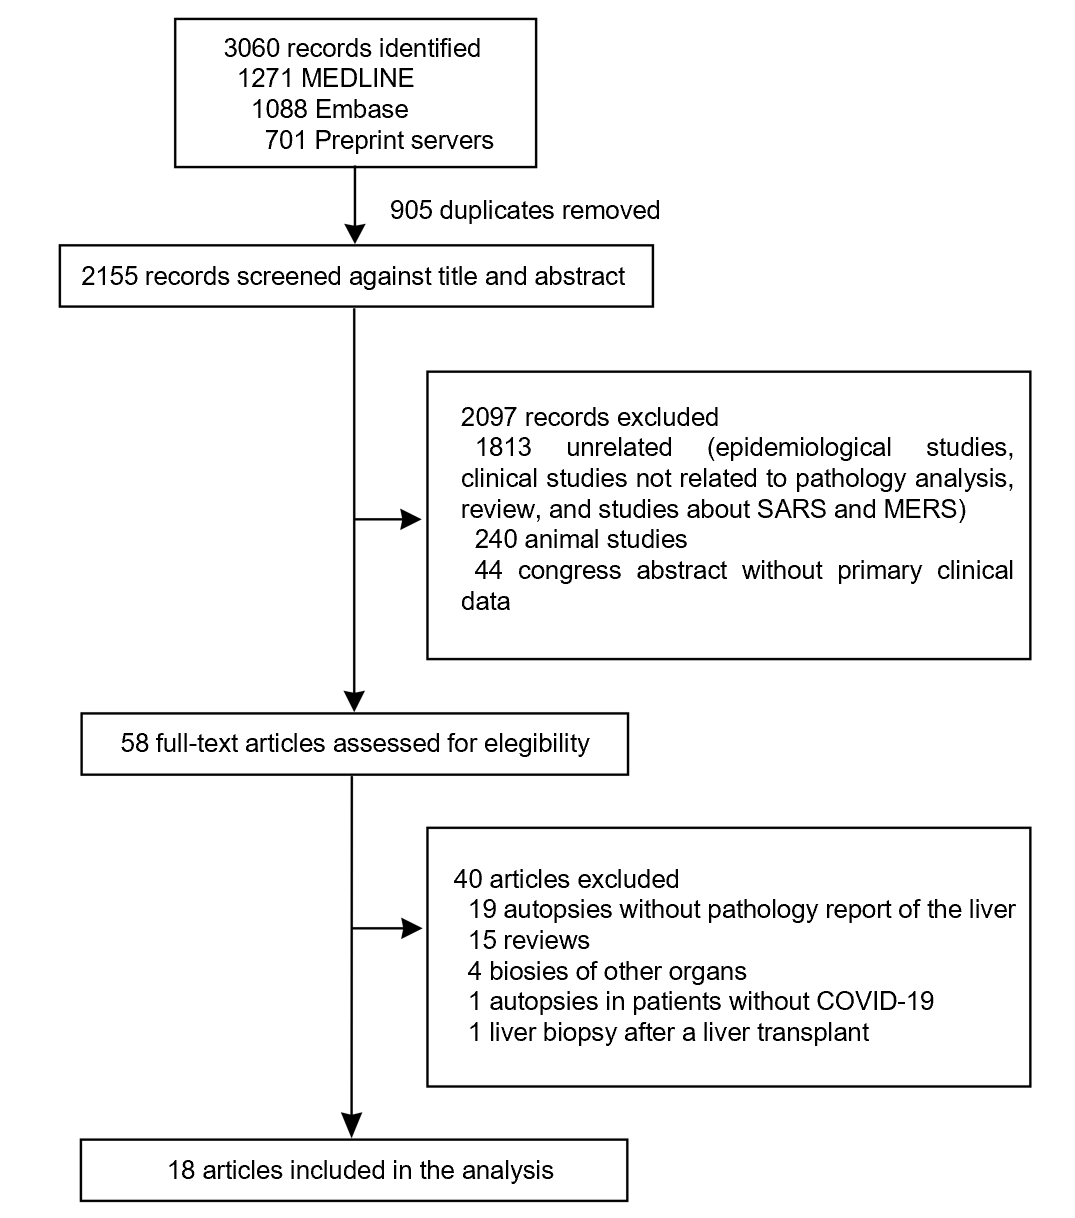 3060 records identified
1271 MEDLINE
1088 Embase
701 Preprint servers
905 duplicates removed
2155 records screened against title and abstract
2097 records excluded
1813 unrelated (epidemiological studies,
clinical studies not related to pathology analysis,
review, and studies about SARS and MERS)
240 animal studies
44 congress abstract without primary clinical
data
58 full-text articles assessed for elegibility
40 articles excluded
19 autopsies without pathology report of the liver
15 reviews
4 biosies of other organs
1 autopsies in patients without COVID-19
1 liver biopsy after a liver transplant
18 articles included in the analysis